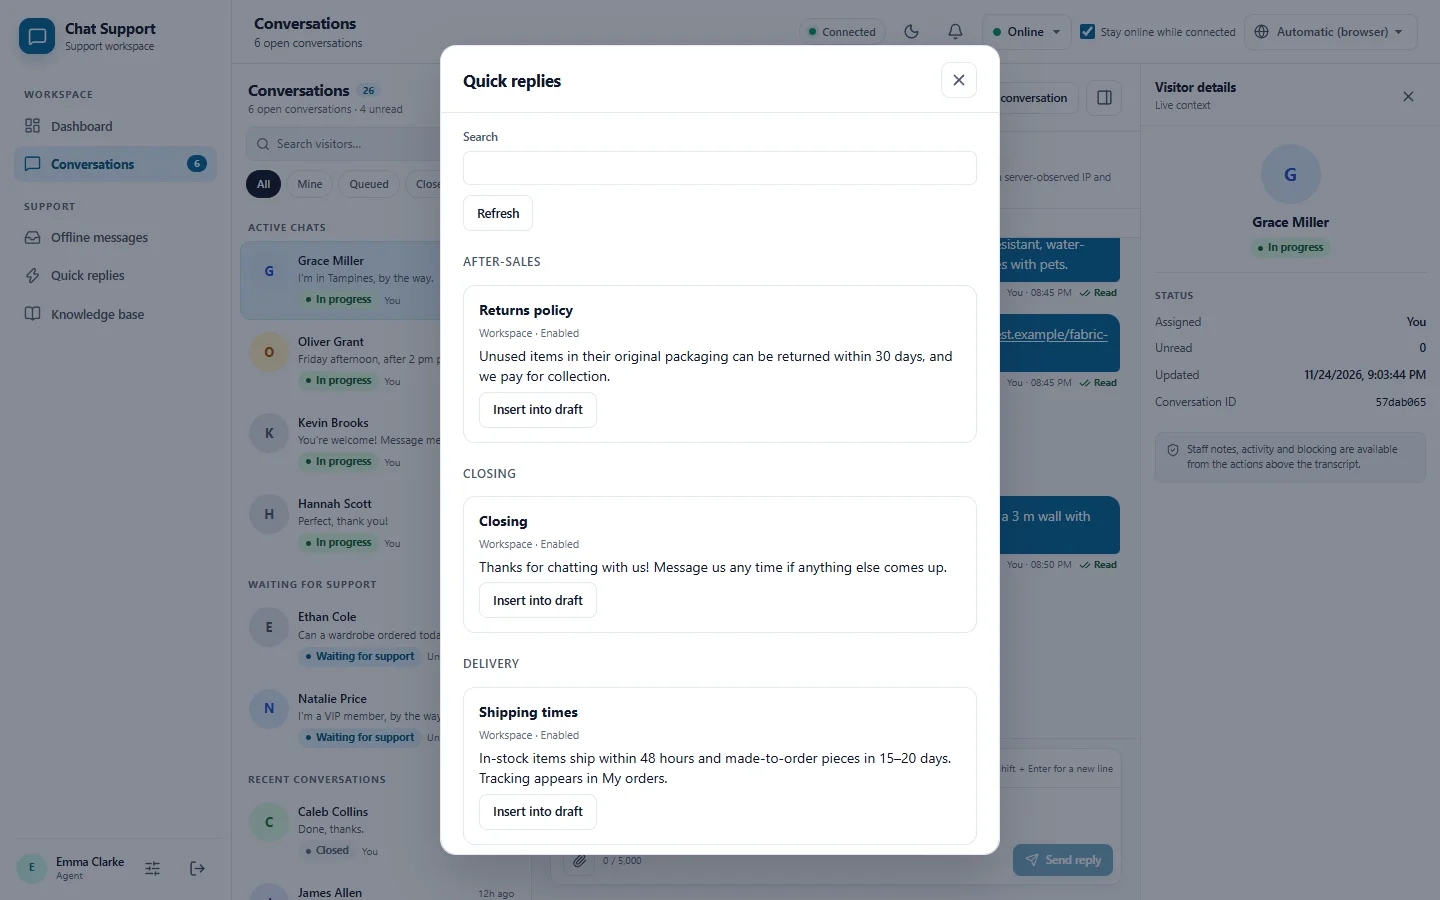 Chat Support
Support workspace
WORKSPACE
Dashboard
Conversations
6
SUPPORT
Offline messages
Quick replies
Knowledge base
E
Emma Clarke
Agent
Conversations
6 open conversations
Connected
Online
Stay online while connected
Automatic (browser)
Conversations 26
6 open conversations · 4 unread
Search visitors...
All
Mine
Queued
ACTIVE CHATS
G
Grace Miller
I'm in Tampines, by the way.
In progress
You
O
Oliver Grant
Friday afternoon, after 2 pm
In progress
You
K
Kevin Brooks
You're welcome! Message me
In progress
You
H
Hannah Scott
Perfect, thank you!
In progress
You
WAITING FOR SUPPORT
E
Ethan Cole
Can a wardrobe ordered
Waiting for support
N
Natalie Price
I'm a VIP member, by the way
Waiting for support
RECENT CONVERSATIONS
C
Caleb Collins
Done, thanks.
Closed
You
James Allen
12h ago
Quick replies
Search
Refresh
AFTER-SALES
Returns policy
Workspace · Enabled
Unused items in their original packaging can be returned within 30 days, and
we pay for collection.
Insert into draft
CLOSING
Closing
Workspace · Enabled
Thanks for chatting with us! Message us any time if anything else comes up.
Insert into draft
DELIVERY
Shipping times
Workspace · Enabled
In-stock items ship within 48 hours and made-to-order pieces in 15–20 days.
Tracking appears in My orders.
Insert into draft
conversation
server-observed IP and
water-
s with pets.
You · 08:45 PM Read
est.example/fabric-
You · 08:45 PM Read
a 3 m wall with
You · 08:50 PM Read
+ Enter for a new line
0 / 5,000
Send reply
Visitor details
Live context
G
Grace Miller
In progress
STATUS
Assigned You
Unread 0
Updated 11/24/2026, 9:03:44 PM
Conversation ID 57dab065
Staff notes, activity and blocking are available
from the actions above the transcript.